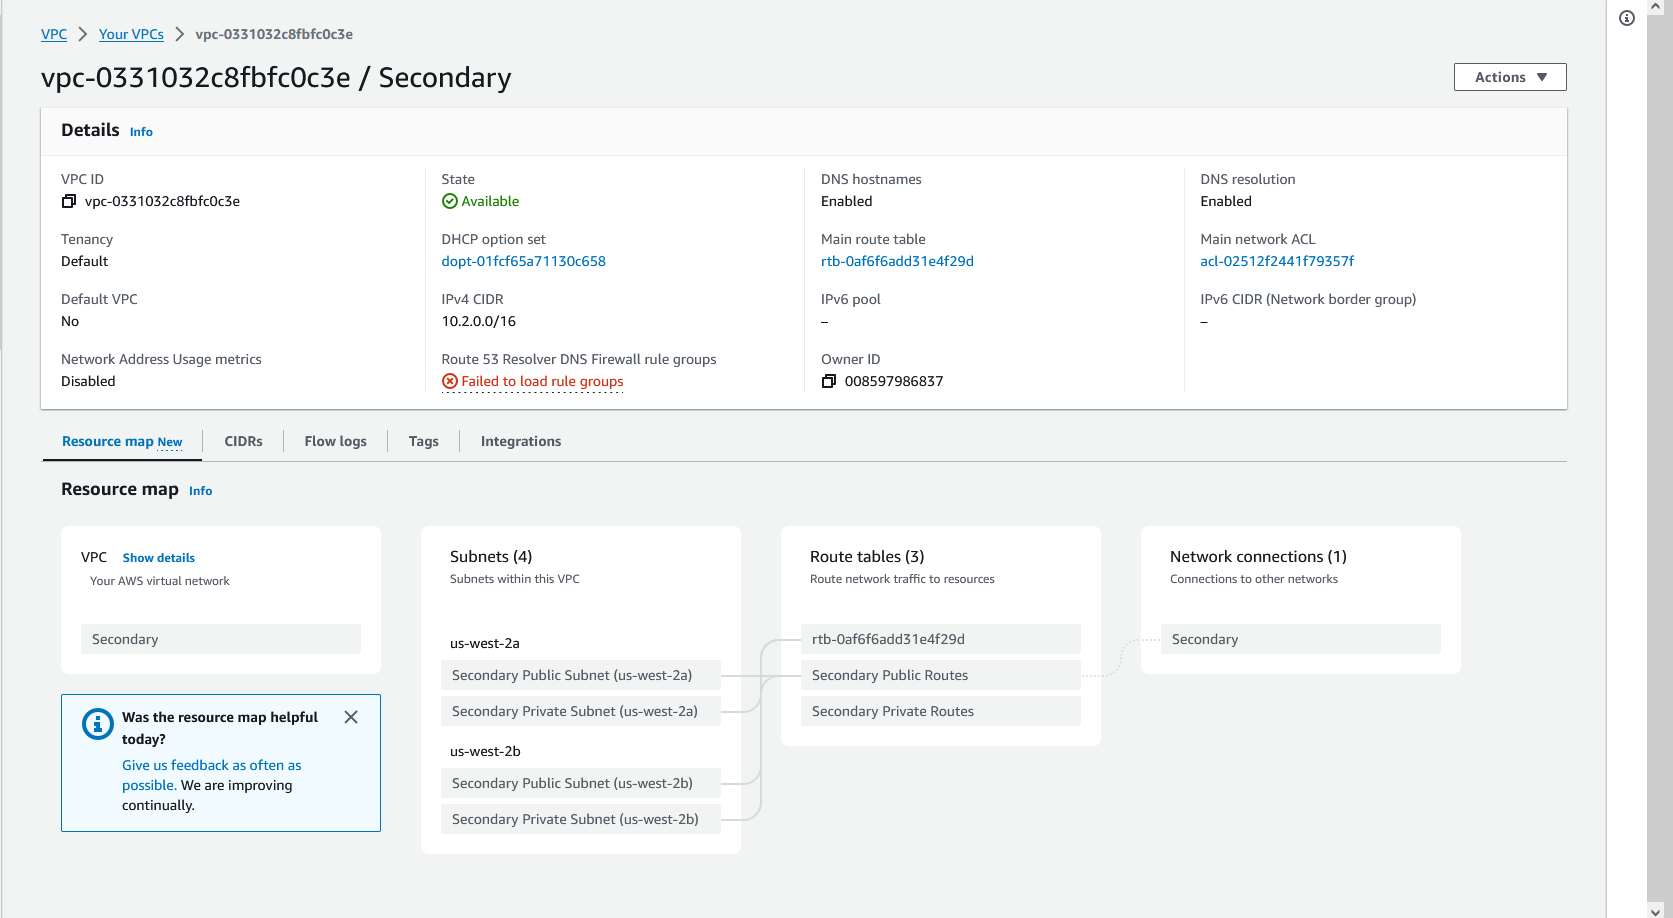 VPC > Your VPCs > vpc-0331032c8fbfc0c3e
vpc-0331032c8fbfc0c3e / Secondary
Actions
Details Info
VPC ID
vpc-0331032c8fbfc0c3e
State
Available
DNS hostnames
Enabled
DNS resolution
Enabled
Tenancy
Default
DHCP option set
dopt-01fcf65a71130c658
Main route table
rtb-0af6f6add31e4f29d
Main network ACL
acl-02512f2441f79357f
Default VPC
No
IPv4 CIDR
10.2.0.0/16
IPv6 pool
–
IPv6 CIDR (Network border group)
–
Network Address Usage metrics
Disabled
Route 53 Resolver DNS Firewall rule groups
Failed to load rule groups
Owner ID
008597986837
Resource map New
CIDRs
Flow logs
Tags
Integrations
Resource map Info
VPC Show details
Your AWS virtual network
Secondary
Was the resource map helpful
today?
Give us feedback as often as
possible. We are improving
continually.
Subnets (4)
Subnets within this VPC
us-west-2a
Secondary Public Subnet (us-west-2a)
Secondary Private Subnet (us-west-2a)
us-west-2b
Secondary Public Subnet (us-west-2b)
Secondary Private Subnet (us-west-2b)
Route tables (3)
Route network traffic to resources
rtb-0af6f6add31e4f29d
Secondary Public Routes
Secondary Private Routes
Network connections (1)
Connections to other networks
Secondary